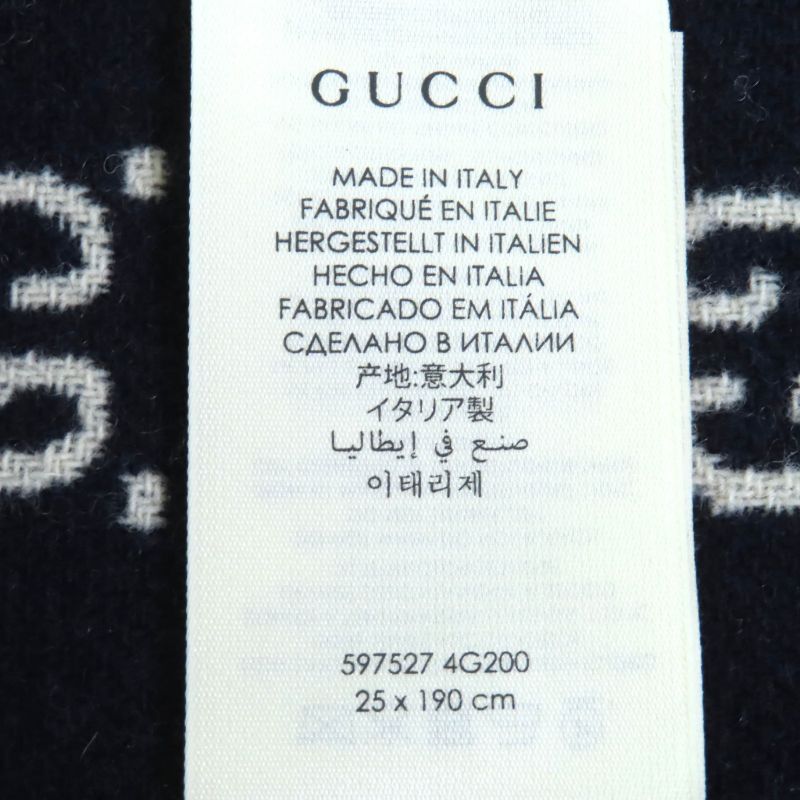 GUCCI
MADE IN ITALY
FABRIQUÉ EN ITALIE
HERGESTELLT IN ITALIEN
HECHO EN ITALIA
FABRICADO EM ITÁLIA
СДЕЛАНО В ИТАЛИИ
产地:意大利
イタリア製
صنع في إيطاليا
이태리제
597527 4G200
25 x 190 cm